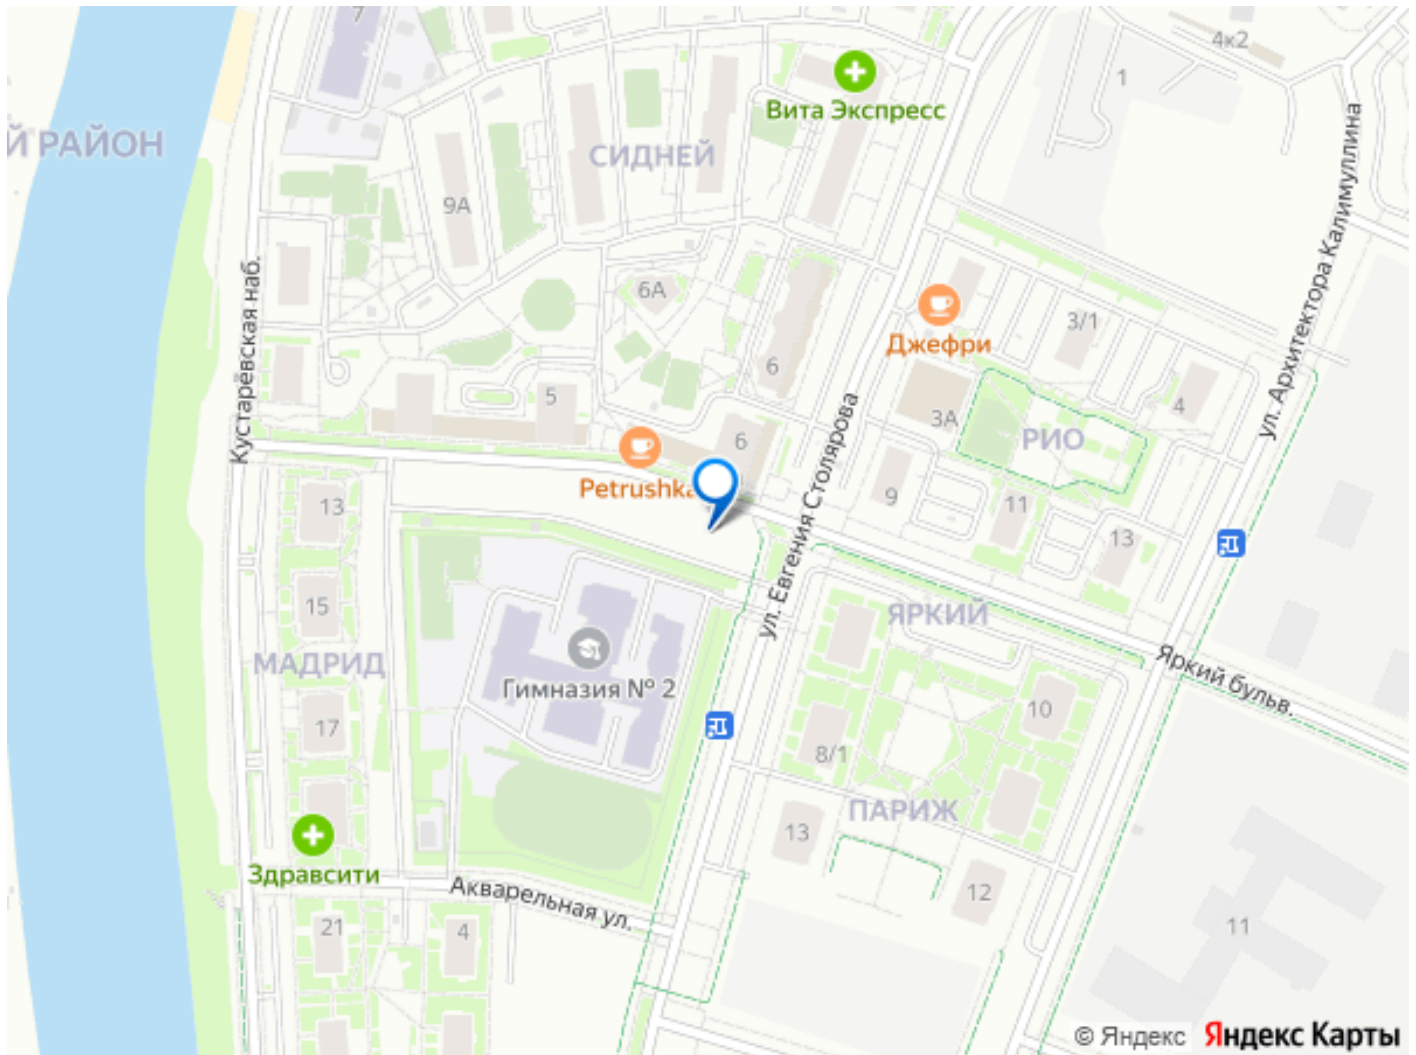 7
4к2
1
Вита Экспресс
Й РАЙОН
СИДНЕЙ
9А
ул. Архитектора Калимуллина
6А
Кустарёвская наб.
3/1
Джефри
6
5
4
3А
РИО
6
ул. Евгения Столярова
Petrushka
9
11
13
13
15
ЯРКИЙ
МАДРИД
Гимназия № 2
Яркий бульв.
17
10
8/1
ПАРИЖ
13
Здравсити
Акварельная ул.
12
21
4
11
© Яндекс Яндекс Карты